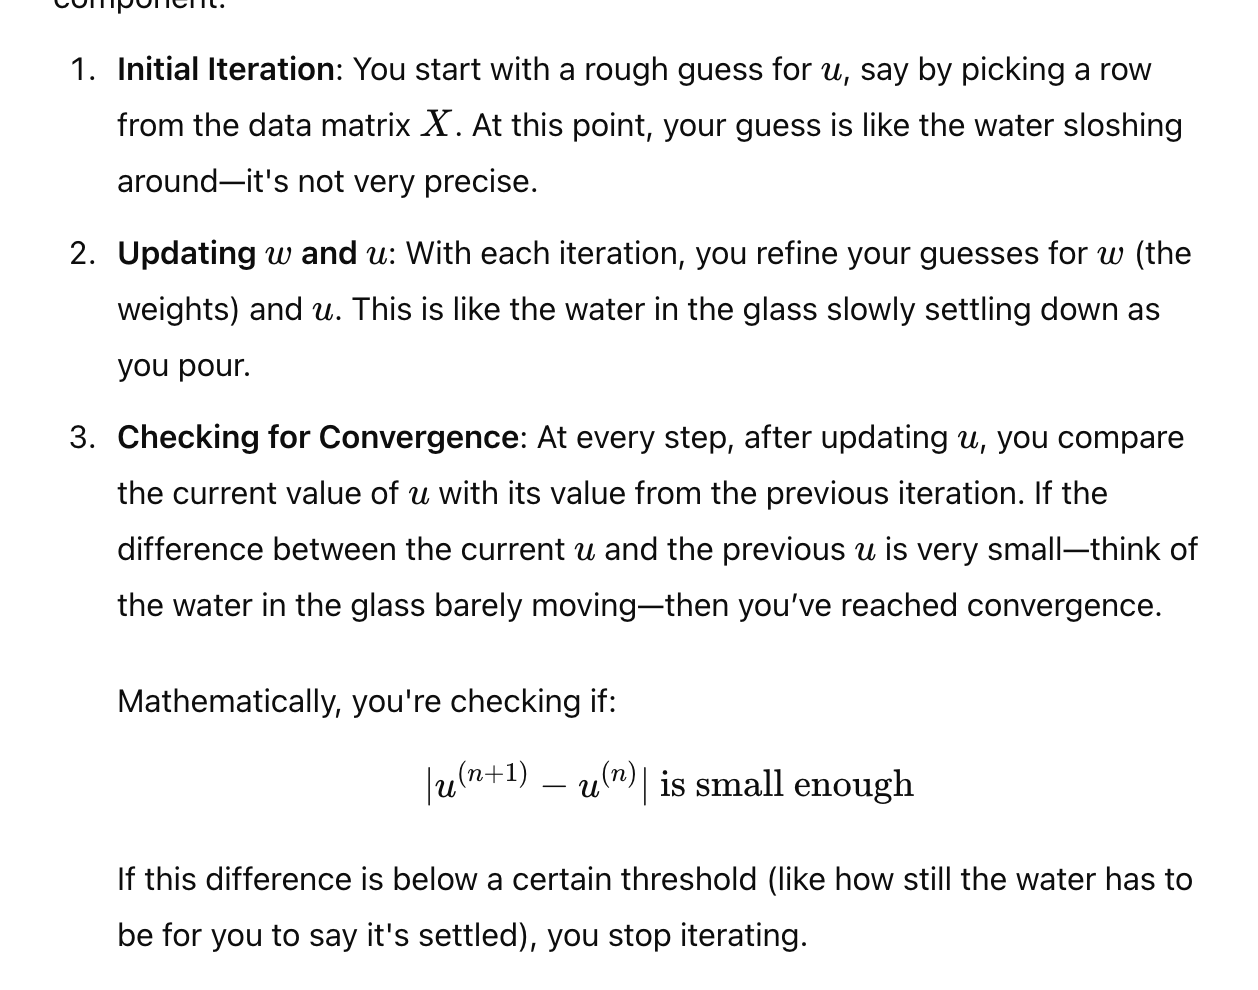 component.
1. Initial Iteration: You start with a rough guess for u, say by picking a row
from the data matrix X. At this point, your guess is like the water sloshing
around—it's not very precise.
2. Updating w and u: With each iteration, you refine your guesses for w (the
weights) and u. This is like the water in the glass slowly settling down as
you pour.
3. Checking for Convergence: At every step, after updating u, you compare
the current value of u with its value from the previous iteration. If the
difference between the current u and the previous u is very small—think of
the water in the glass barely moving—then you’ve reached convergence.
Mathematically, you're checking if:
|u^(n+1) − u^(n)| is small enough
If this difference is below a certain threshold (like how still the water has to
be for you to say it's settled), you stop iterating.